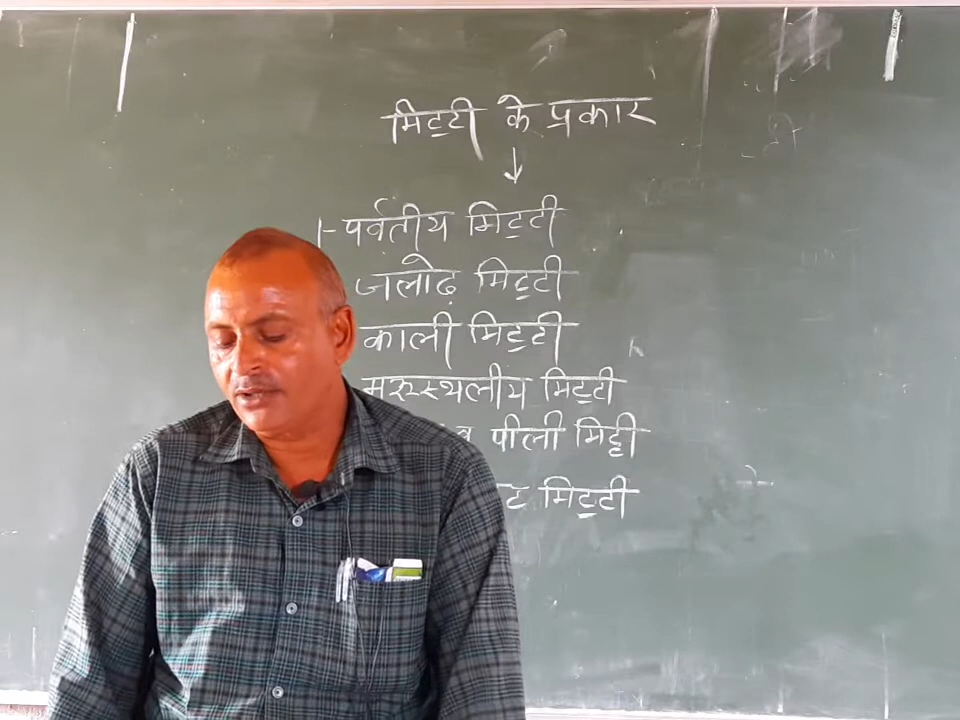 मिट्टी के प्रकार
1- पर्वतीय मिट्टी
जलोढ़ मिट्टी
काली मिट्टी
मरुस्थलीय मिट्टी
व पीली मिट्टी
ट मिट्टी